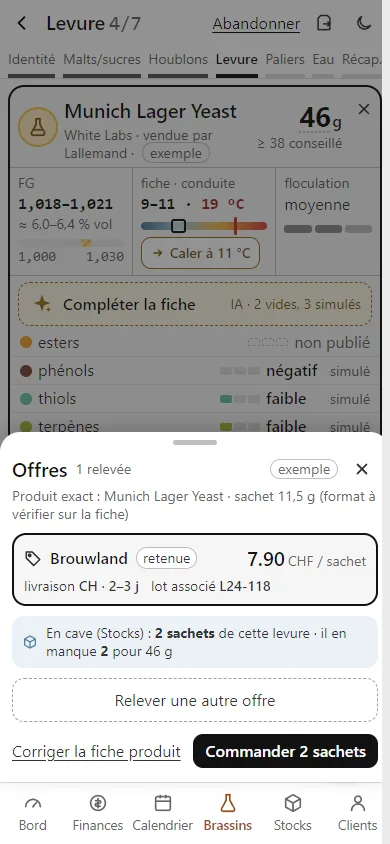 Levure 4/7
Abandonner
Identité Malts/sucres Houblons Levure Paliers Eau Récap.
Munich Lager Yeast
46 g
White Labs · vendue par
Lallemand · exemple
≥ 38 conseillé
FG
fiche · conduite
floculation
1,018–1,021
9–11 · 19 °C
moyenne
≈ 6,0–6,4 % vol
1,000 1,030
→ Caler à 11 °C
Compléter la fiche
IA · 2 vides, 3 simulés
esters non publié
phénols négatif simulé
thiols faible simulé
terpènes faible simulé
Offres 1 relevée
exemple
Produit exact : Munich Lager Yeast · sachet 11,5 g (format à
vérifier sur la fiche)
Brouwland retenue 7.90 CHF / sachet
livraison CH · 2–3 j lot associé L24-118
En cave (Stocks) : 2 sachets de cette levure · il en
manque 2 pour 46 g
Relever une autre offre
Corriger la fiche produit
Commander 2 sachets
Bord Finances Calendrier Brassins Stocks Clients